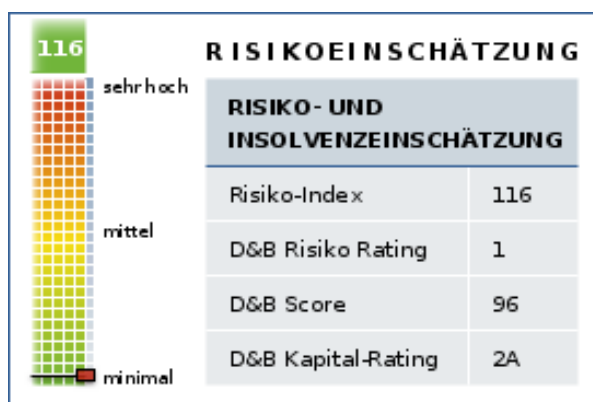 116
sehr hoch
mittel
minimal
RISIKOEINSCHÄTZUNG
RISIKO- UND
INSOLVENZEINSCHÄTZUNG
Risiko-Index 116
D&B Risiko Rating 1
D&B Score 96
D&B Kapital-Rating 2A